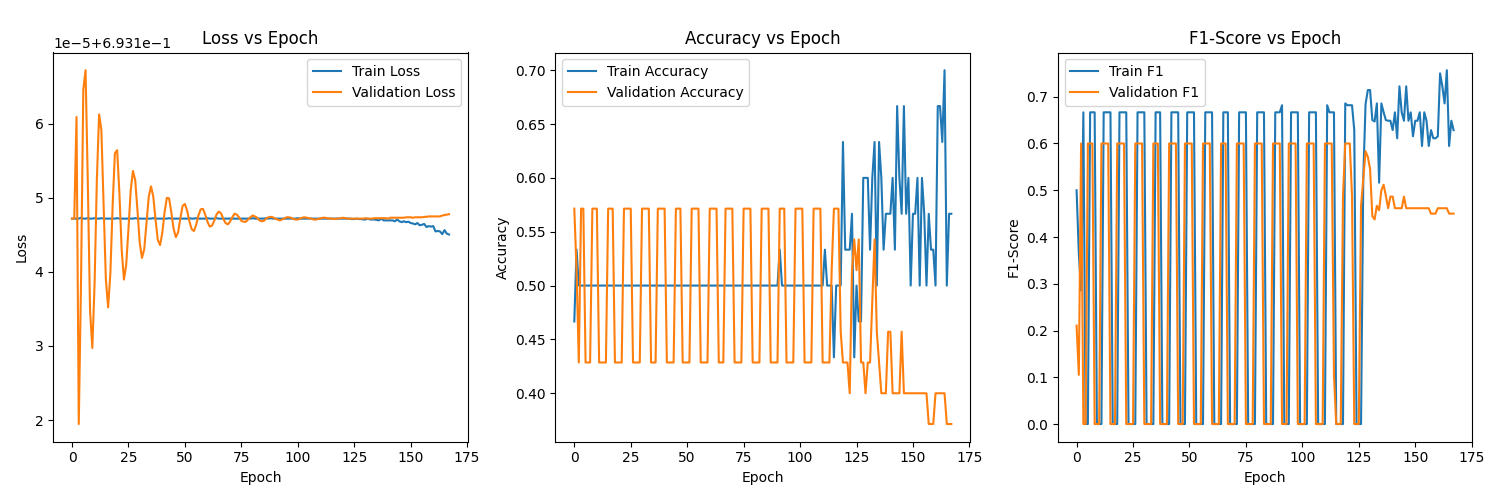 Loss vs Epoch
1e−5+6.931e−1
Train Loss
Validation Loss
6
5
4
3
2
Loss
0
25
50
75
100
125
150
175
Epoch
Accuracy vs Epoch
Train Accuracy
Validation Accuracy
0.70
0.65
0.60
0.55
0.50
0.45
0.40
Accuracy
0
25
50
75
100
125
150
175
Epoch
F1-Score vs Epoch
Train F1
Validation F1
0.7
0.6
0.5
0.4
0.3
0.2
0.1
0.0
F1-Score
0
25
50
75
100
125
150
175
Epoch